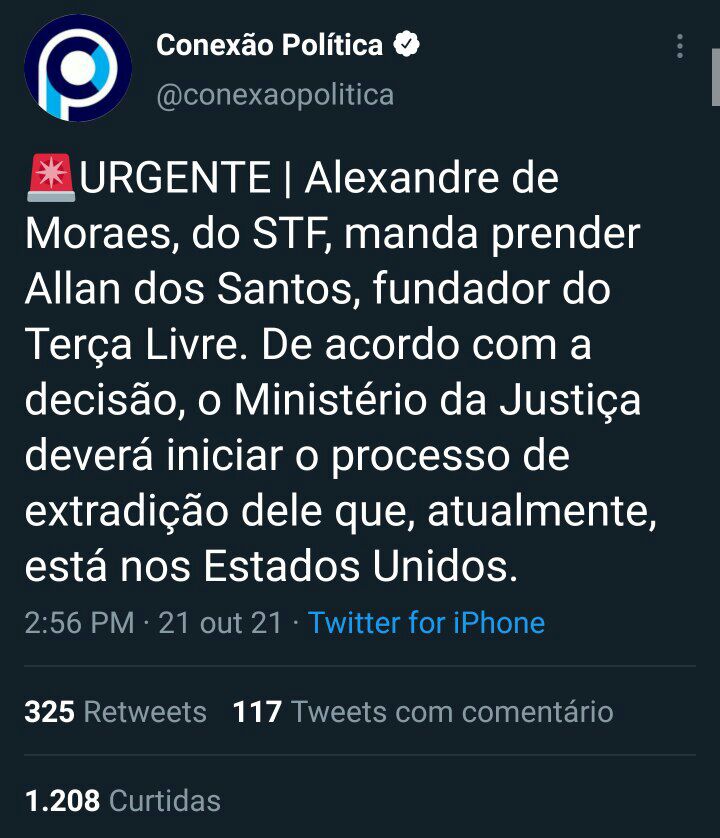 Conexão Política
@conexaopolitica
🚨URGENTE | Alexandre de
Moraes, do STF, manda prender
Allan dos Santos, fundador do
Terça Livre. De acordo com a
decisão, o Ministério da Justiça
deverá iniciar o processo de
extradição dele que, atualmente,
está nos Estados Unidos.
2:56 PM · 21 out 21 · Twitter for iPhone
325 Retweets 117 Tweets com comentário
1.208 Curtidas